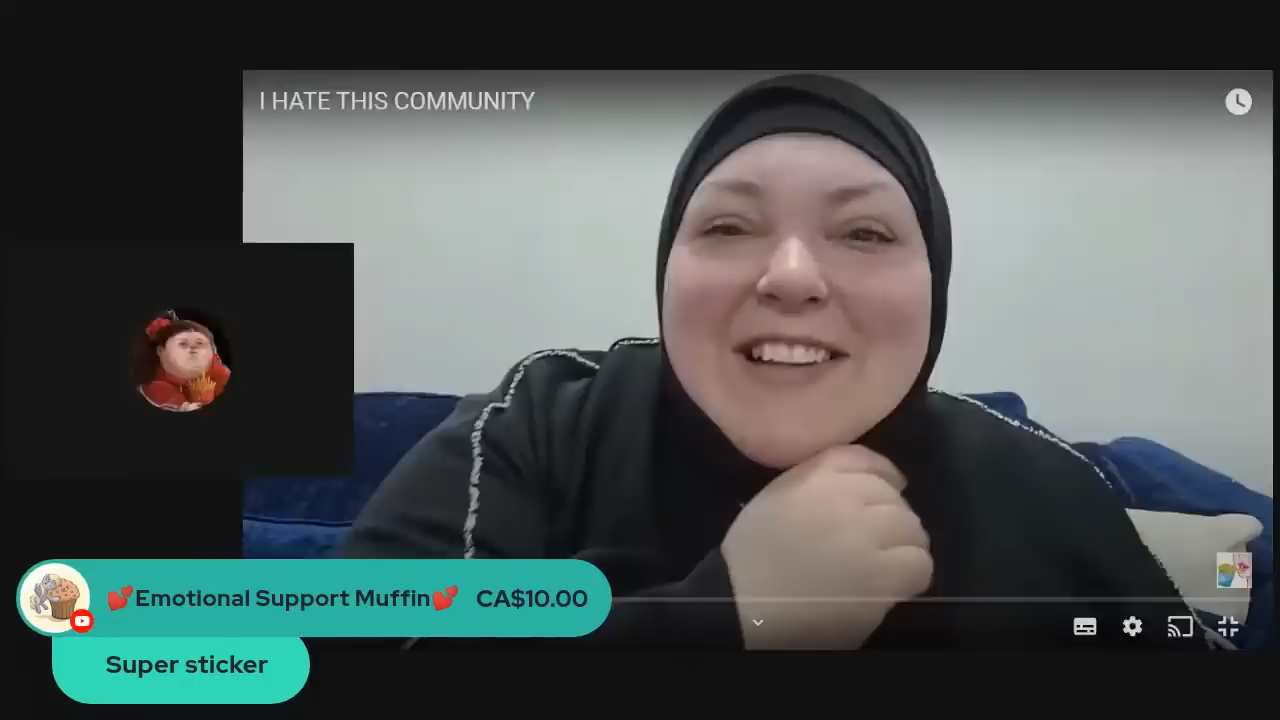 I HATE THIS COMMUNITY
💕Emotional Support Muffin💕 CA$10.00
Super sticker